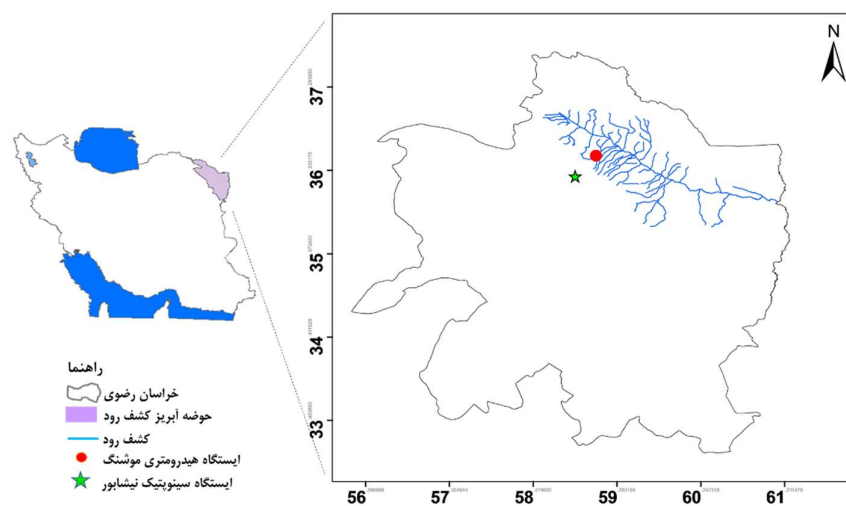 N
37
36
35
34
33
56
57
58
59
60
61
راهنما
خراسان رضوی
حوضه آبریز کشف رود
کشف رود
ایستگاه هیدرومتری موشنگ
ایستگاه سینوپتیک نیشابور